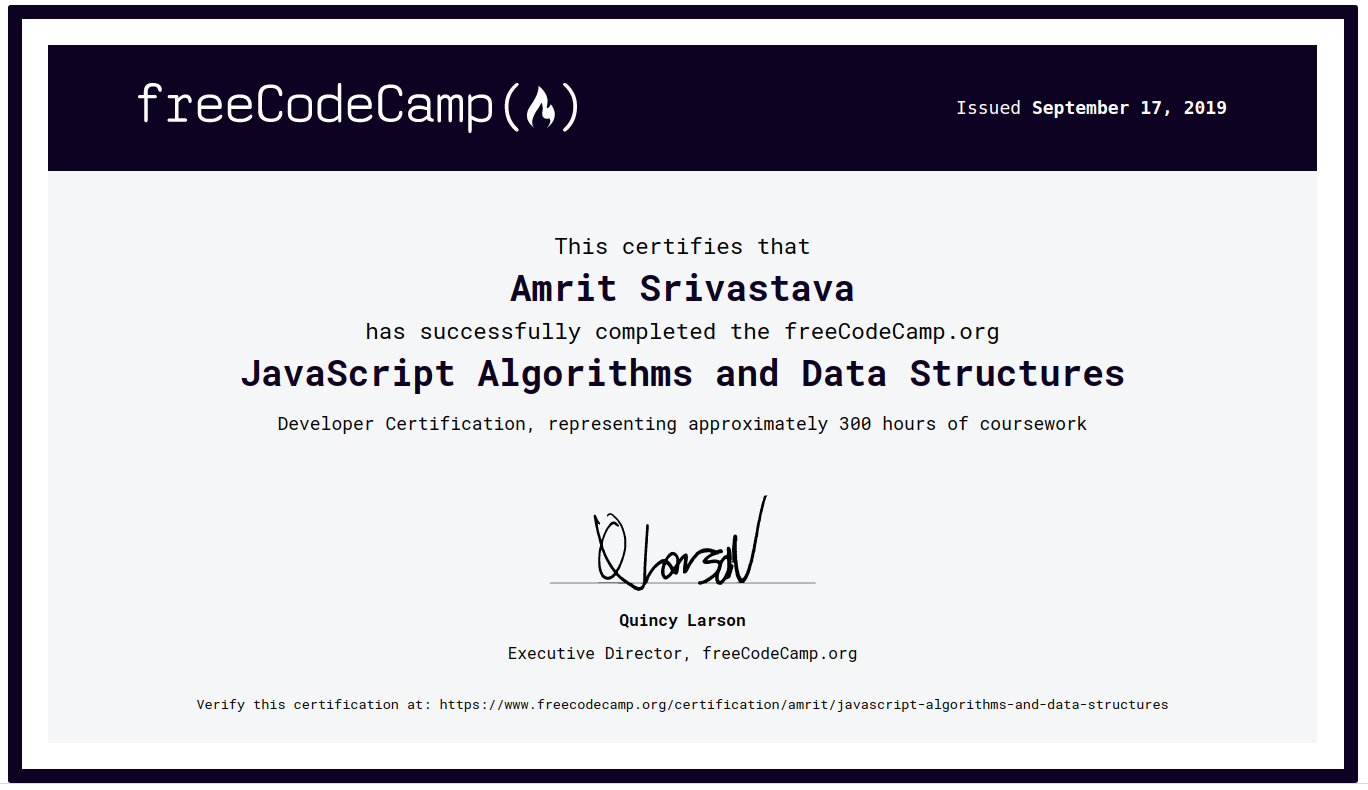 freeCodeCamp(🔥)
Issued September 17, 2019
This certifies that
Amrit Srivastava
has successfully completed the freeCodeCamp.org
JavaScript Algorithms and Data Structures
Developer Certification, representing approximately 300 hours of coursework
Q Larson
Quincy Larson
Executive Director, freeCodeCamp.org
Verify this certification at: https://www.freecodecamp.org/certification/amrit/javascript-algorithms-and-data-structures